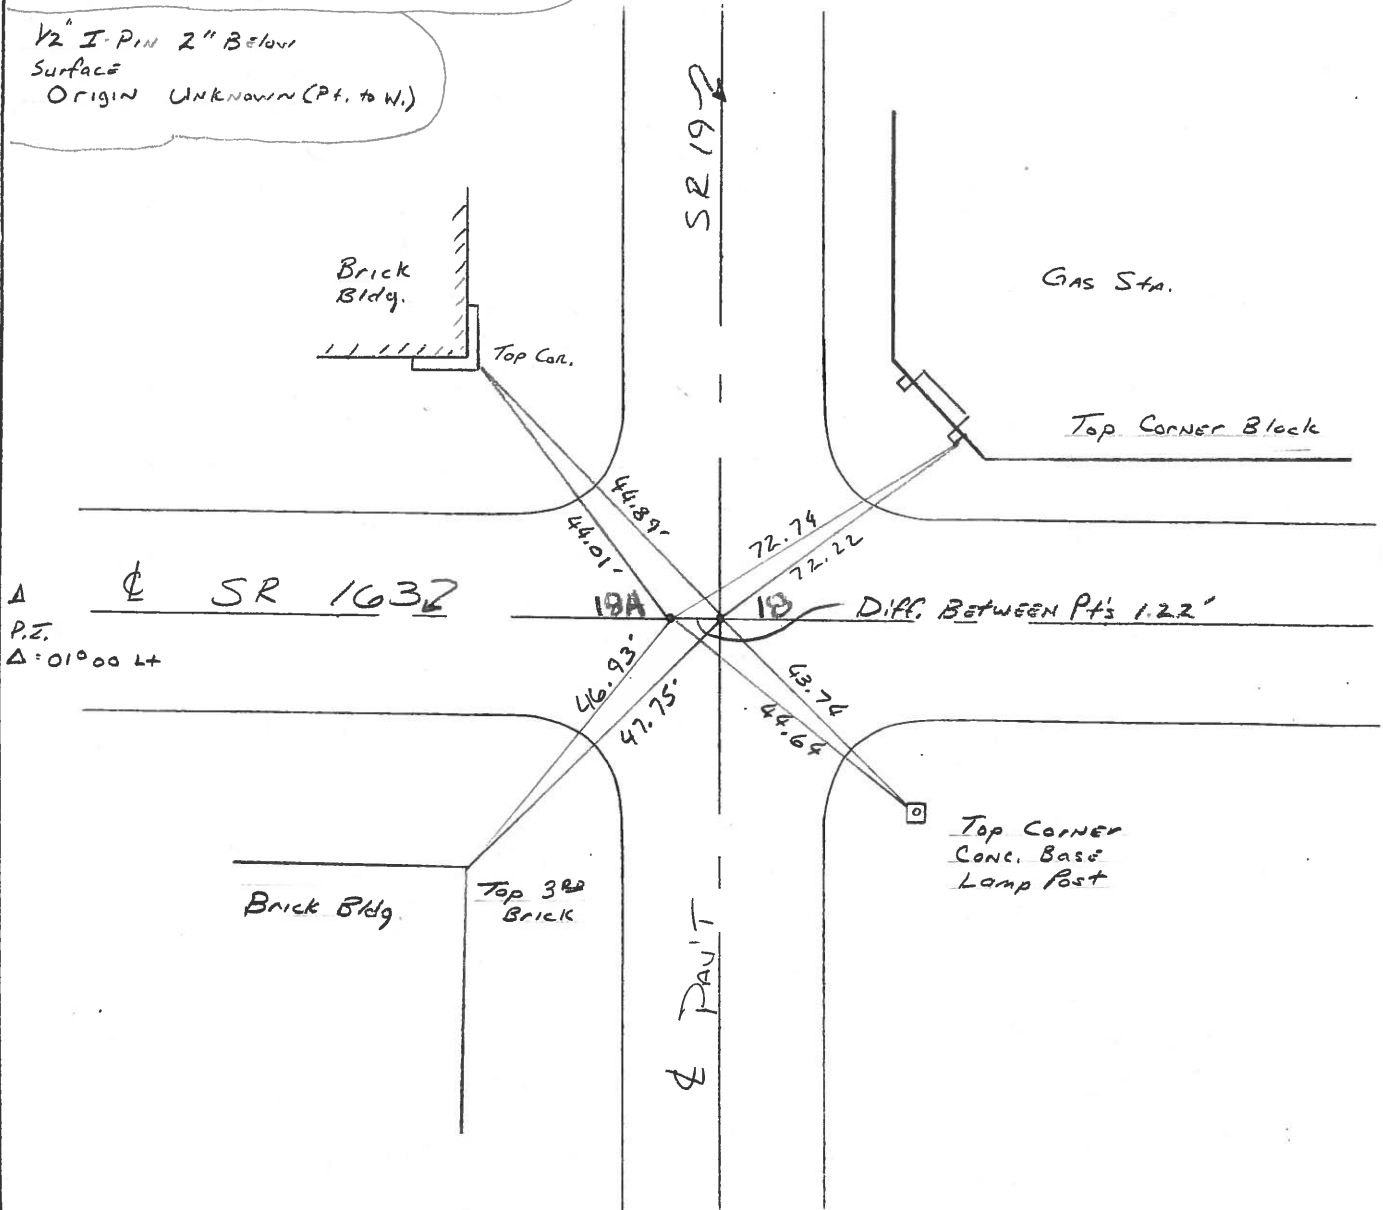 1/2" I-Pin 2" Below
Surface
Origin Unknown (Pt. to W.)
SR 19
Brick
Bldg.
Top Cor.
Gas Sta.
Top Corner Block
44.89'
44.01'
72.74
72.22
℄ SR 1632
18A
18
Diff. Between Pt's 1.22'
Δ
P.I.
Δ=01°00 Lt
46.93'
47.75'
43.74
44.64
Top Corner
Conc. Base
Lamp Post
Brick Bldg.
Top 3RD
Brick
℄ Pav't